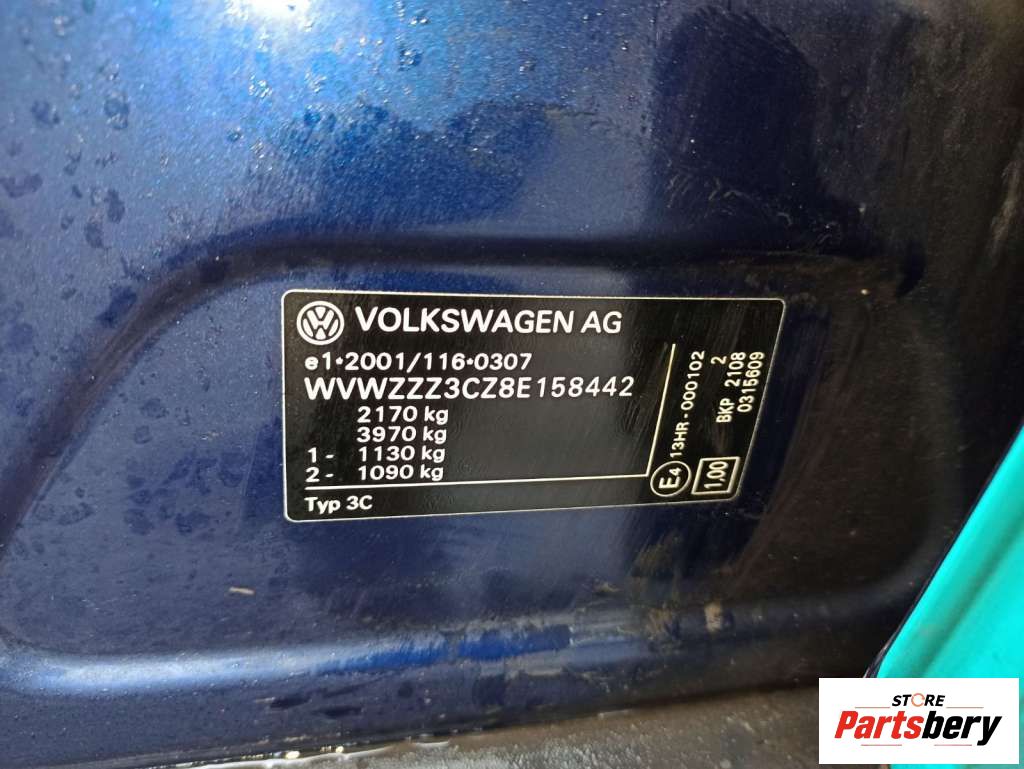 VOLKSWAGEN AG
e1*2001/116*0307
WVWZZZ3CZ8E158442
2170 kg
3970 kg
1 - 1130 kg
2 - 1090 kg
Typ 3C
E4 13HR-000102
2
BKP 2108
0315609
1,00
STORE
Partsbery